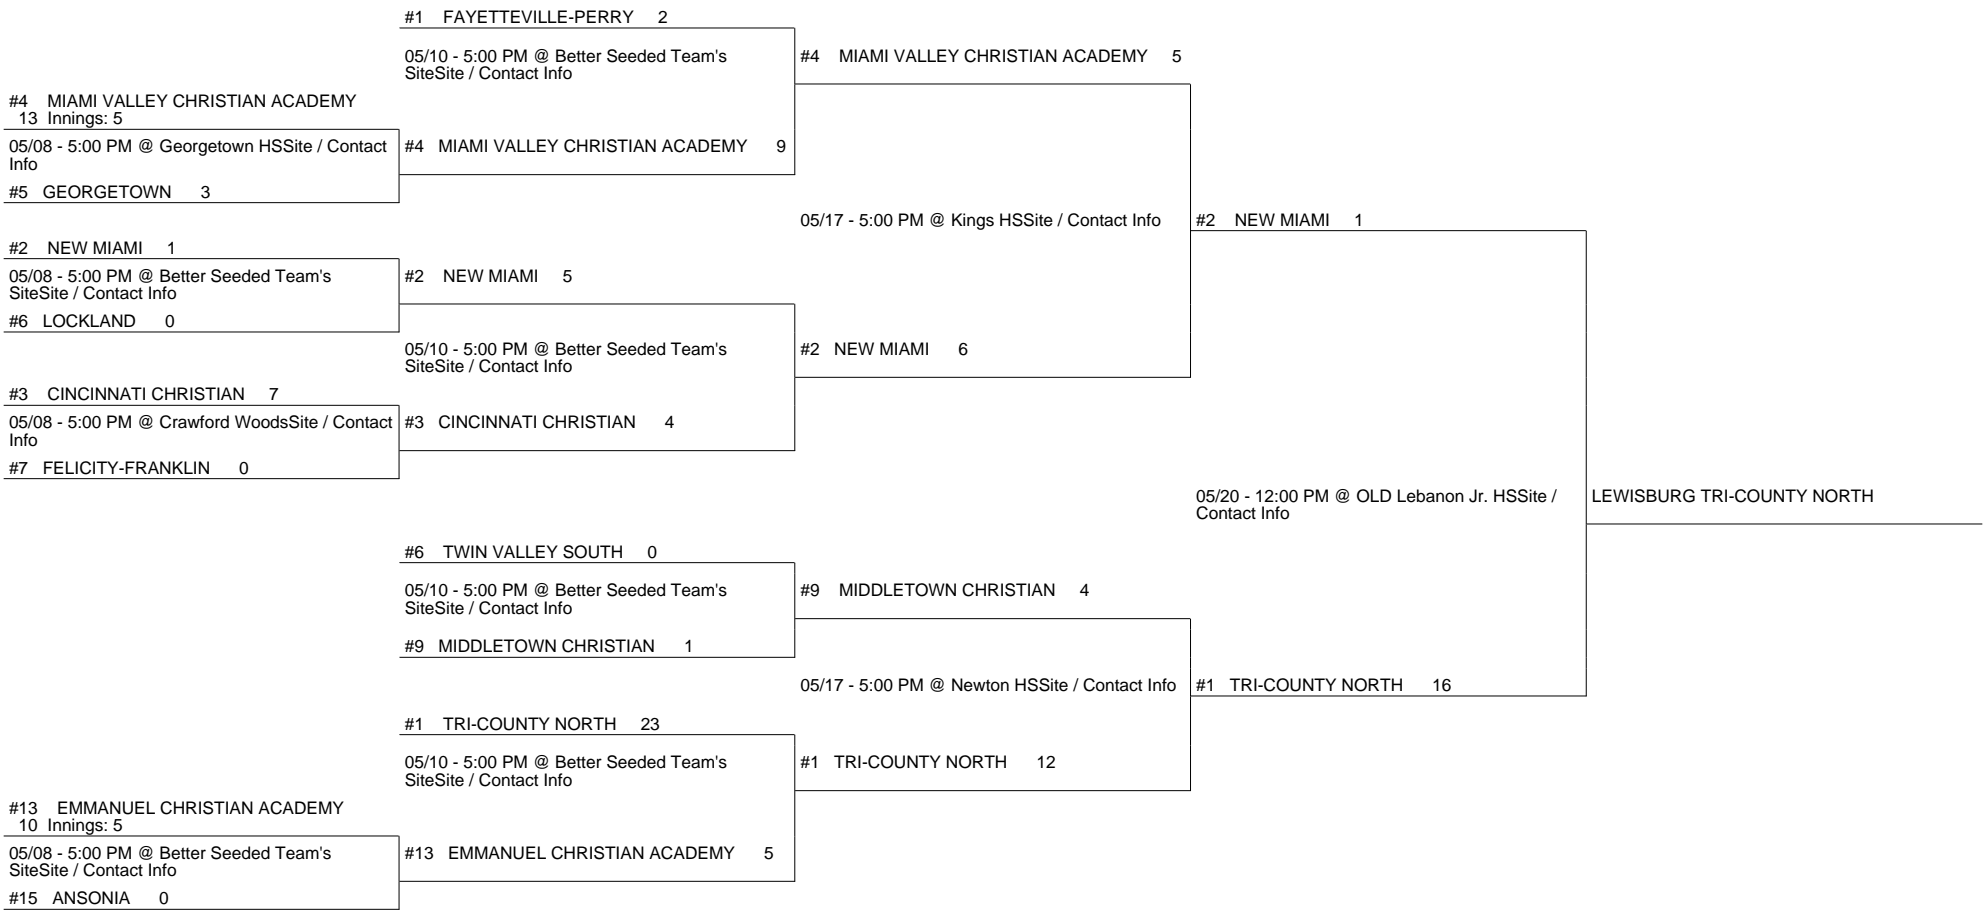 #1 FAYETTEVILLE-PERRY 2
05/10 - 5:00 PM @ Better Seeded Team's
SiteSite / Contact Info
#4 MIAMI VALLEY CHRISTIAN ACADEMY 5
#4 MIAMI VALLEY CHRISTIAN ACADEMY
13 Innings: 5
05/08 - 5:00 PM @ Georgetown HSSite / Contact
Info
#4 MIAMI VALLEY CHRISTIAN ACADEMY 9
#5 GEORGETOWN 3
05/17 - 5:00 PM @ Kings HSSite / Contact Info
#2 NEW MIAMI 1
#2 NEW MIAMI 1
05/08 - 5:00 PM @ Better Seeded Team's
SiteSite / Contact Info
#2 NEW MIAMI 5
#6 LOCKLAND 0
05/10 - 5:00 PM @ Better Seeded Team's
SiteSite / Contact Info
#2 NEW MIAMI 6
#3 CINCINNATI CHRISTIAN 7
05/08 - 5:00 PM @ Crawford WoodsSite / Contact
Info
#3 CINCINNATI CHRISTIAN 4
#7 FELICITY-FRANKLIN 0
05/20 - 12:00 PM @ OLD Lebanon Jr. HSSite /
Contact Info
LEWISBURG TRI-COUNTY NORTH
#6 TWIN VALLEY SOUTH 0
05/10 - 5:00 PM @ Better Seeded Team's
SiteSite / Contact Info
#9 MIDDLETOWN CHRISTIAN 4
#9 MIDDLETOWN CHRISTIAN 1
05/17 - 5:00 PM @ Newton HSSite / Contact Info
#1 TRI-COUNTY NORTH 16
#1 TRI-COUNTY NORTH 23
05/10 - 5:00 PM @ Better Seeded Team's
SiteSite / Contact Info
#1 TRI-COUNTY NORTH 12
#13 EMMANUEL CHRISTIAN ACADEMY
10 Innings: 5
05/08 - 5:00 PM @ Better Seeded Team's
SiteSite / Contact Info
#13 EMMANUEL CHRISTIAN ACADEMY 5
#15 ANSONIA 0